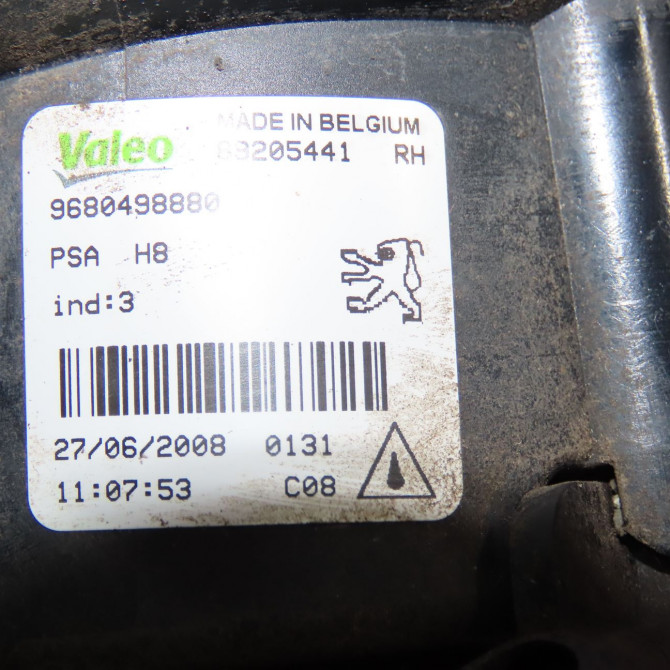 MADE IN BELGIUM
Valeo 88205441 RH
9680498880
PSA H8
ind:3
27/06/2008 0131
11:07:53 C08